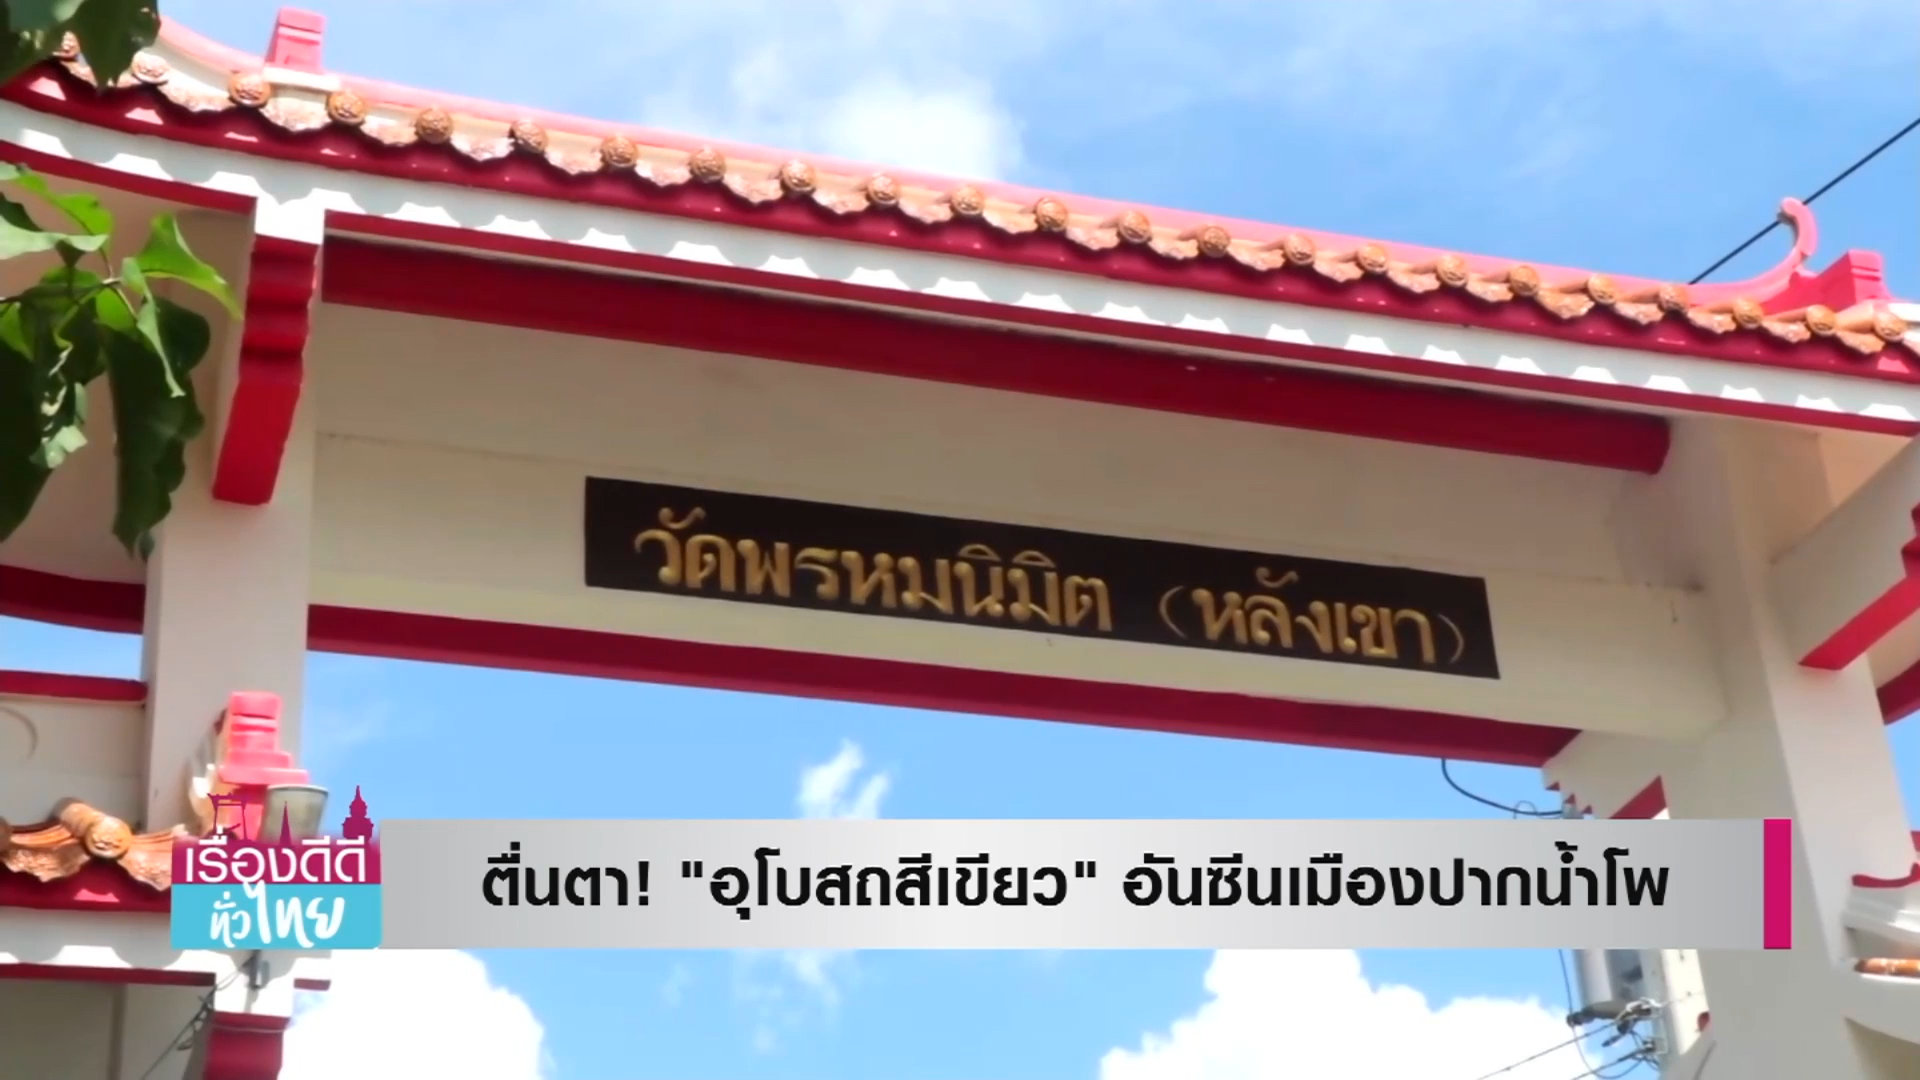 วัดพรหมนิมิต (หลังเขา)
เรื่องดีดี
ทั่วไทย
ตื่นตา! "อุโบสถสีเขียว" อันซีนเมืองปากน้ำโพ